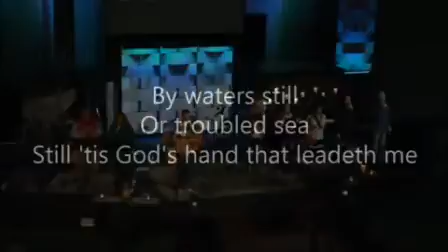 By waters still
Or troubled sea
Still 'tis God's hand that leadeth me